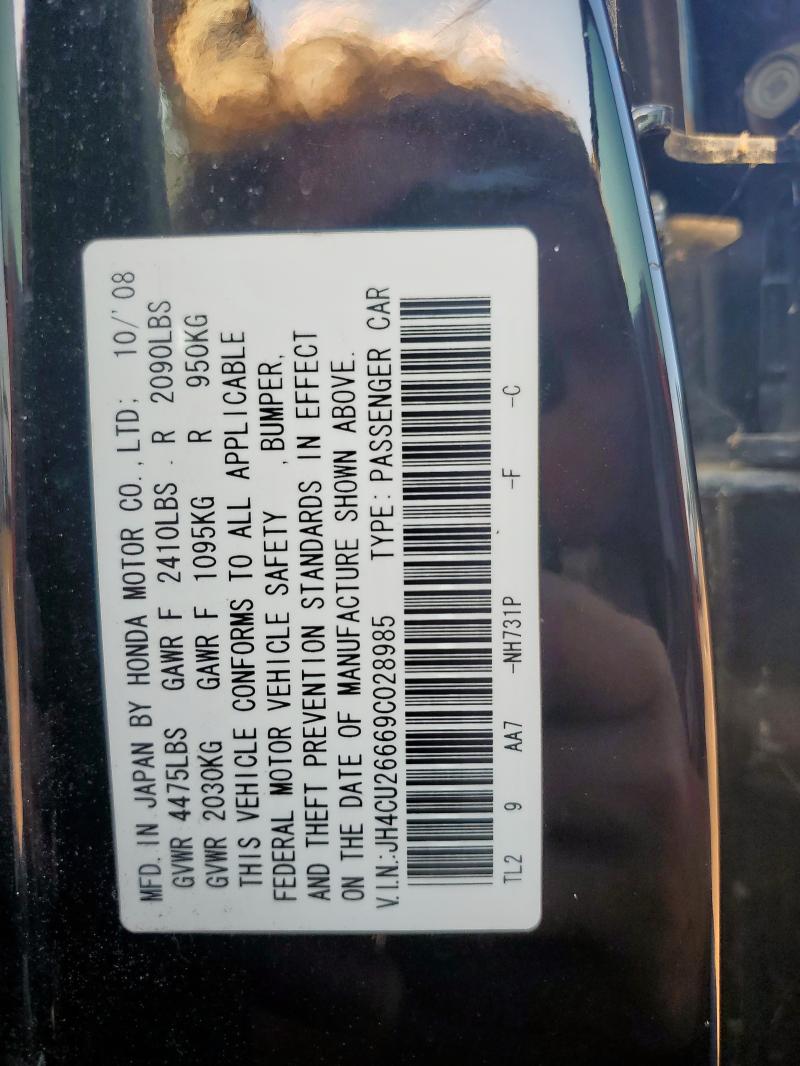 MFD. IN JAPAN BY HONDA MOTOR CO., LTD; 10/'08
GVWR 4475LBS GAWR F 2410LBS . R 2090LBS
GVWR 2030KG GAWR F 1095KG R 950KG
THIS VEHICLE CONFORMS TO ALL APPLICABLE
FEDERAL MOTOR VEHICLE SAFETY , BUMPER,
AND THEFT PREVENTION STANDARDS IN EFFECT
ON THE DATE OF MANUFACTURE SHOWN ABOVE.
V.I.N.:JH4CU26669C028985 TYPE: PASSENGER CAR
TL2 9 AA7 -NH731P -F -C